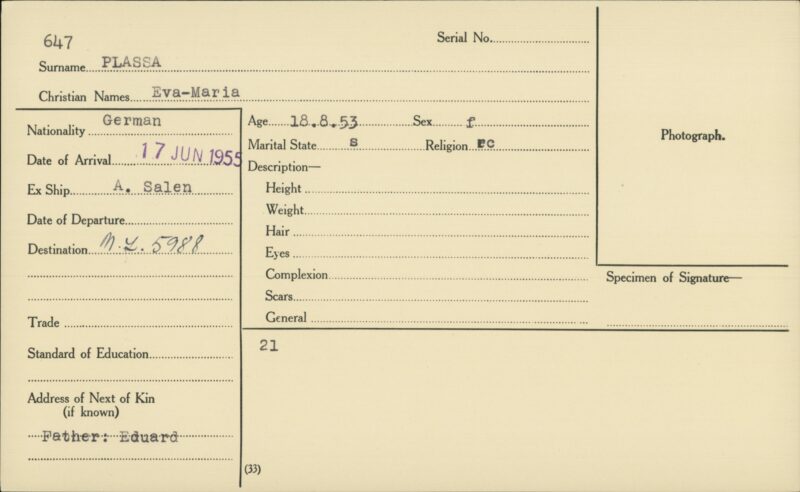 647
Serial No.
Surname PLASSA
Christian Names Eva-Maria
Photograph.
Nationality German
Date of Arrival 17 JUN 1955
Ex Ship A. Salen
Date of Departure
Destination N.L. 5988
Trade
Standard of Education
Address of Next of Kin
(if known)
Father: Eduard
Age 18.8.53 Sex f
Marital State s Religion rc
Description—
Height
Weight
Hair
Eyes
Complexion
Scars
General
Specimen of Signature—
21
(33)